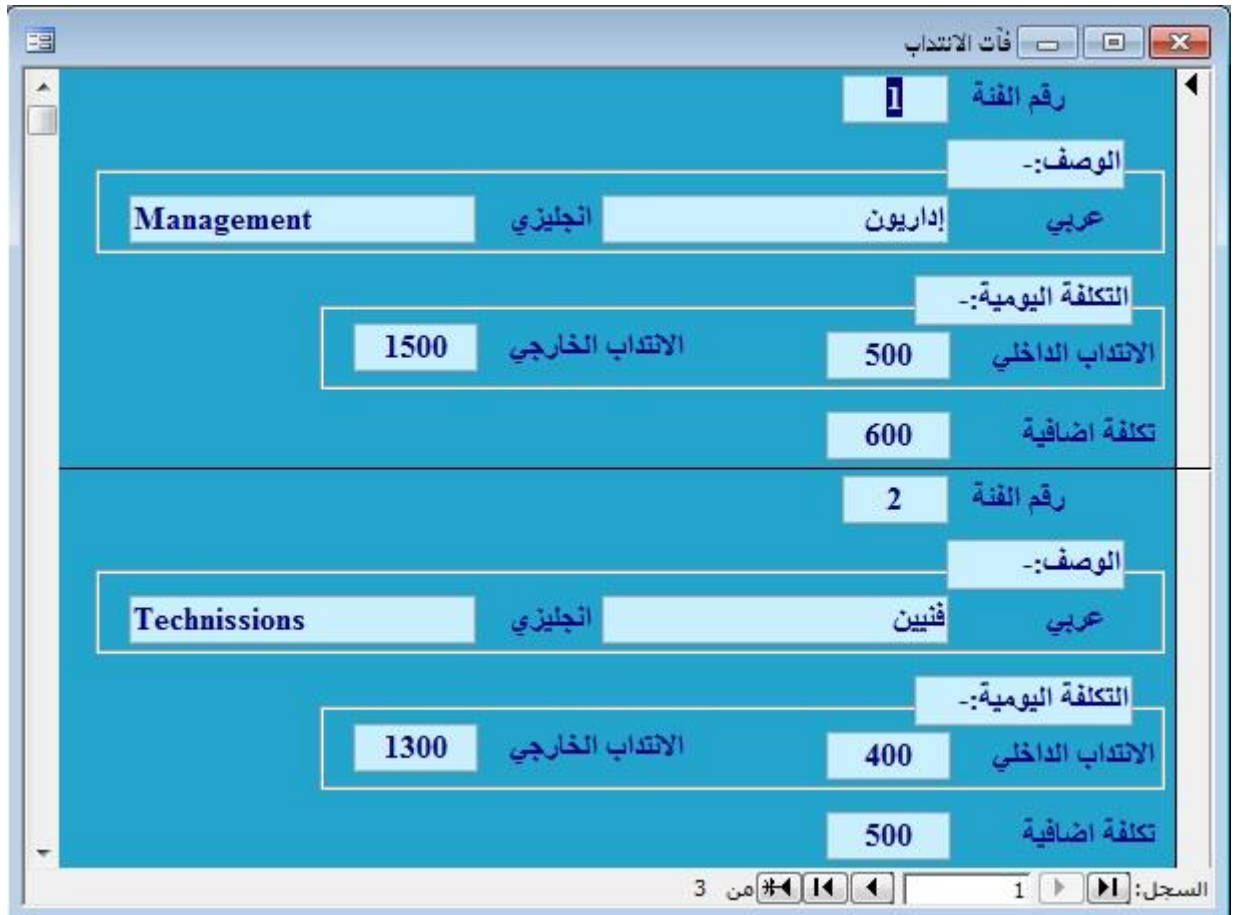 فآت الانتداب
رقم الفئة 1
الوصف:-
عربي إداريون انجليزي Management
التكلفة اليومية:-
الانتداب الداخلي 500 الانتداب الخارجي 1500
تكلفة اضافية 600
رقم الفئة 2
الوصف:-
عربي فنيين انجليزي Technissions
التكلفة اليومية:-
الانتداب الداخلي 400 الانتداب الخارجي 1300
تكلفة اضافية 500
السجل: 1 من 3